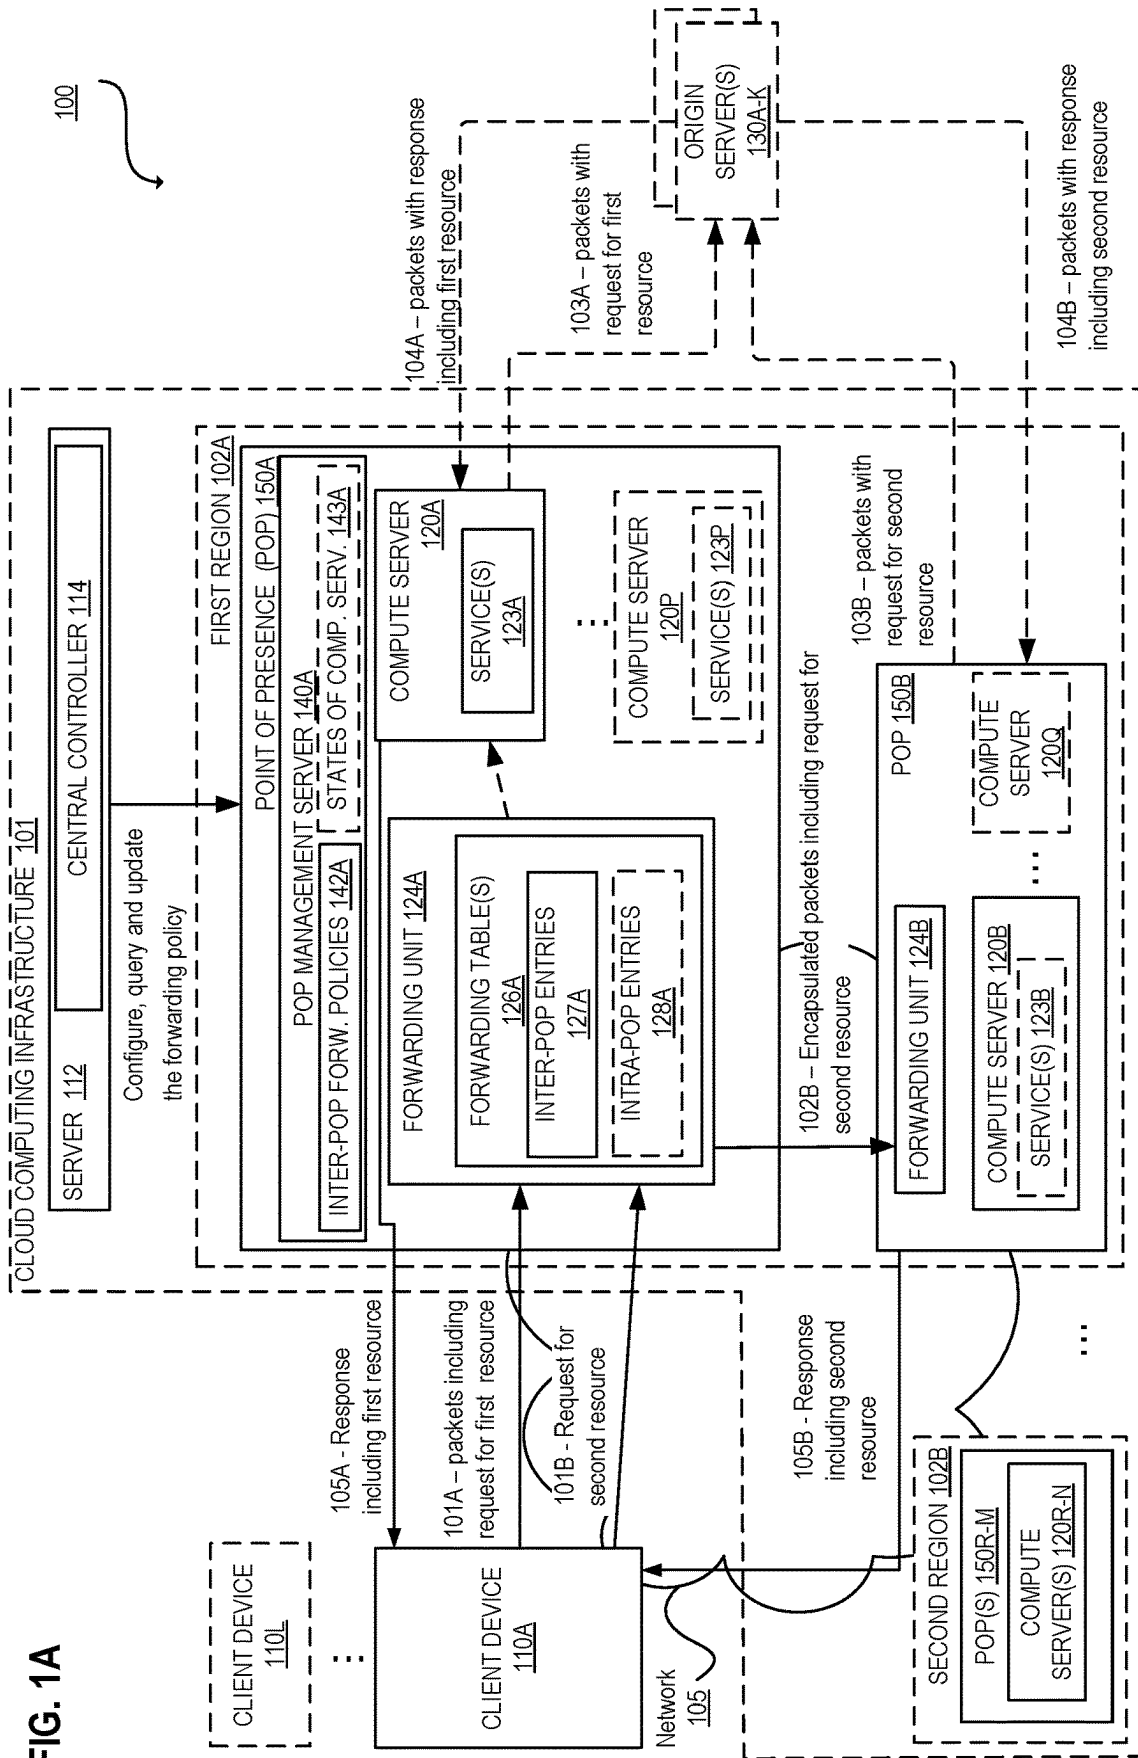 FIG. 1A
100
CLOUD COMPUTING INFRASTRUCTURE 101
SERVER 112
CENTRAL CONTROLLER 114
Configure, query and update
the forwarding policy
FIRST REGION 102A
POINT OF PRESENCE (POP) 150A
POP MANAGEMENT SERVER 140A
INTER-POP FORW. POLICIES 142A
STATES OF COMP. SERV. 143A
FORWARDING UNIT 124A
FORWARDING TABLE(S)
126A
INTER-POP ENTRIES
127A
INTRA-POP ENTRIES
128A
COMPUTE SERVER
120A
SERVICE(S)
123A
...
COMPUTE SERVER
120P
SERVICE(S) 123P
104A – packets with response
including first resource
103A – packets with
request for first
resource
ORIGIN
SERVER(S)
130A-K
CLIENT DEVICE
110L
...
CLIENT DEVICE
110A
105A - Response
including first resource
101A – packets including
request for first resource
101B - Request for
second resource
Network
105
105B - Response
including second
resource
102B – Encapsulated packets including request for
second resource
103B – packets with
request for second
resource
104B – packets with response
including second resource
POP 150B
FORWARDING UNIT 124B
COMPUTE SERVER 120B
SERVICE(S) 123B
...
COMPUTE
SERVER
120Q
SECOND REGION 102B
POP(S) 150R-M
COMPUTE
SERVER(S) 120R-N
...